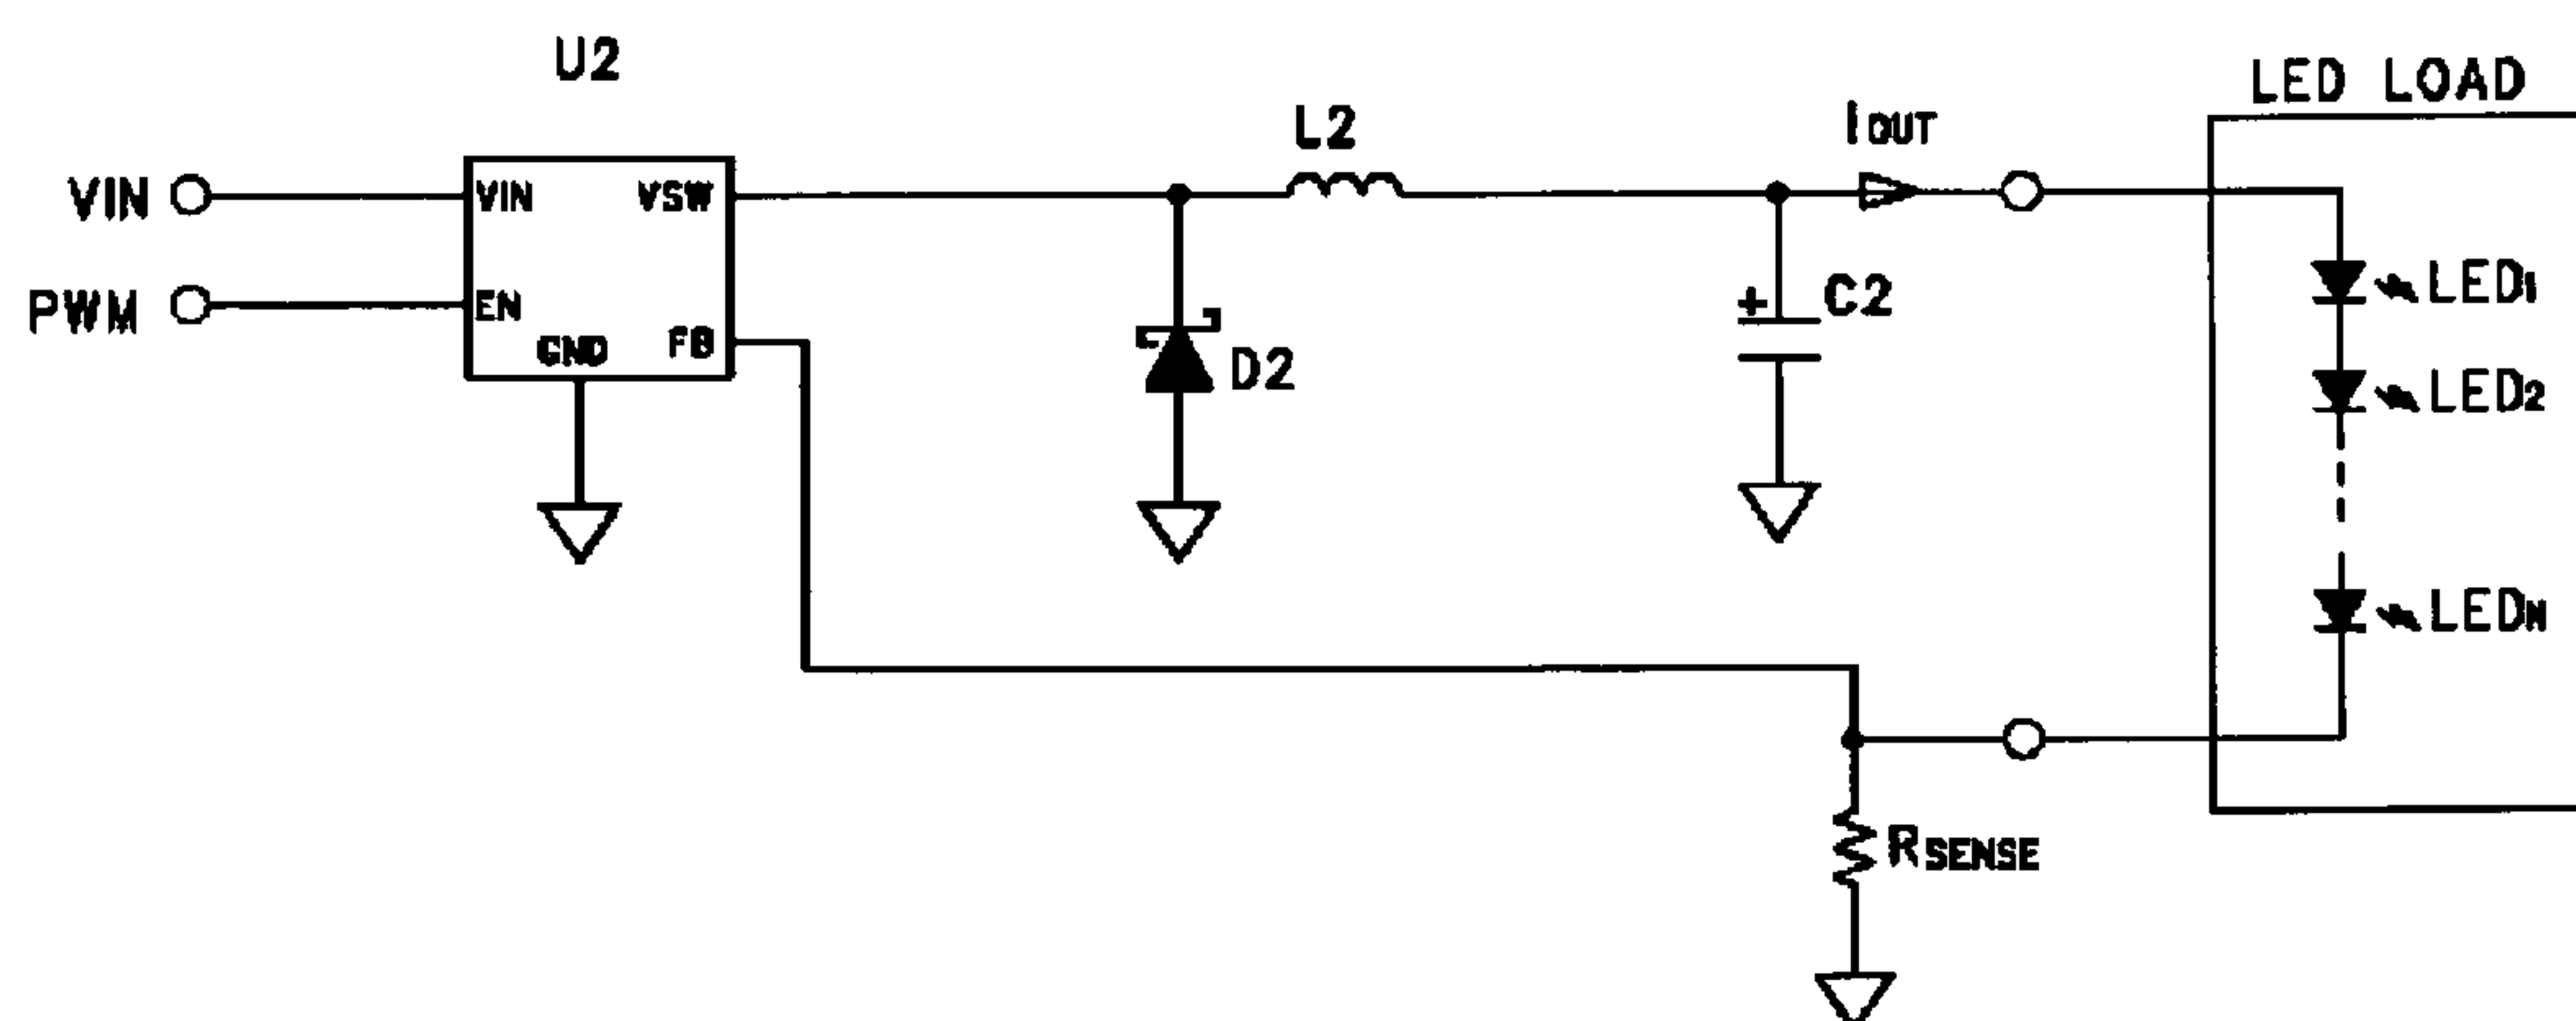 U2
L2
IOUT
LED LOAD
VIN
VIN
VSW
PWM
EN
GND
FB
+
C2
D2
LED1
LED2
LEDN
RSENSE